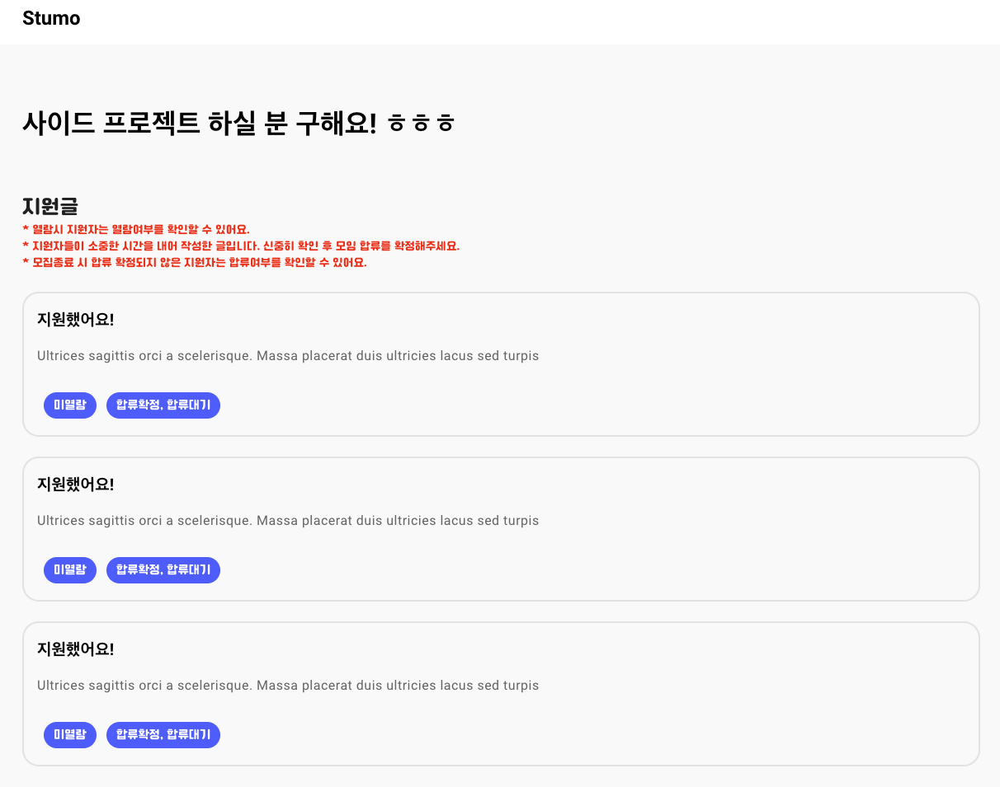 Stumo
사이드 프로젝트 하실 분 구해요! ㅎㅎㅎ
지원글
* 열람시 지원자는 열람여부를 확인할 수 있어요.
* 지원자들이 소중한 시간을 내어 작성한 글입니다. 신중히 확인 후 모임 합류를 확정해주세요.
* 모집종료 시 합류 확정되지 않은 지원자는 합류여부를 확인할 수 있어요.
지원했어요!
Ultrices sagittis orci a scelerisque. Massa placerat duis ultricies lacus sed turpis
미열람 합류확정, 합류대기
지원했어요!
Ultrices sagittis orci a scelerisque. Massa placerat duis ultricies lacus sed turpis
미열람 합류확정, 합류대기
지원했어요!
Ultrices sagittis orci a scelerisque. Massa placerat duis ultricies lacus sed turpis
미열람 합류확정, 합류대기